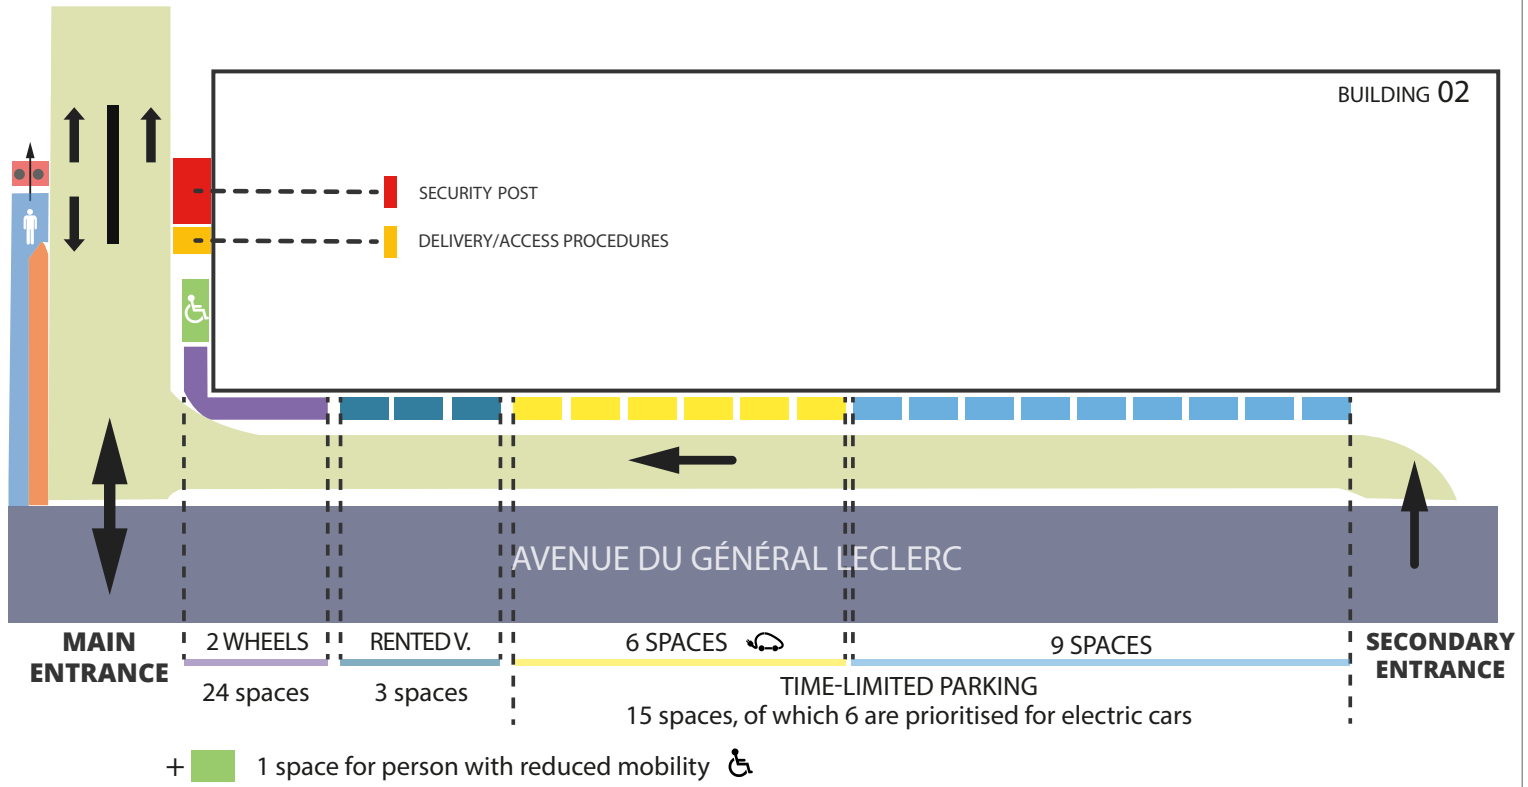 BUILDING 02
SECURITY POST
DELIVERY/ACCESS PROCEDURES
AVENUE DU GÉNÉRAL LECLERC
MAIN
ENTRANCE
2 WHEELS
24 spaces
RENTED V.
3 spaces
6 SPACES
9 SPACES
TIME-LIMITED PARKING
15 spaces, of which 6 are prioritised for electric cars
SECONDARY
ENTRANCE
+ 1 space for person with reduced mobility